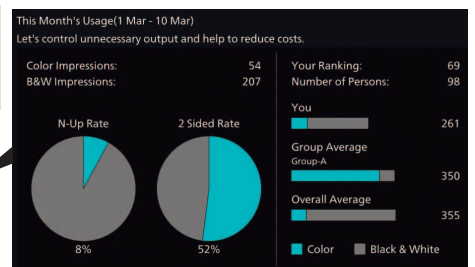 This Month's Usage(1 Mar - 10 Mar)
Let's control unnecessary output and help to reduce costs.
Color Impressions: 54
B&W Impressions: 207
N-Up Rate
8%
2 Sided Rate
52%
Your Ranking: 69
Number of Persons: 98
You
261
Group Average
Group-A
350
Overall Average
355
Color
Black & White